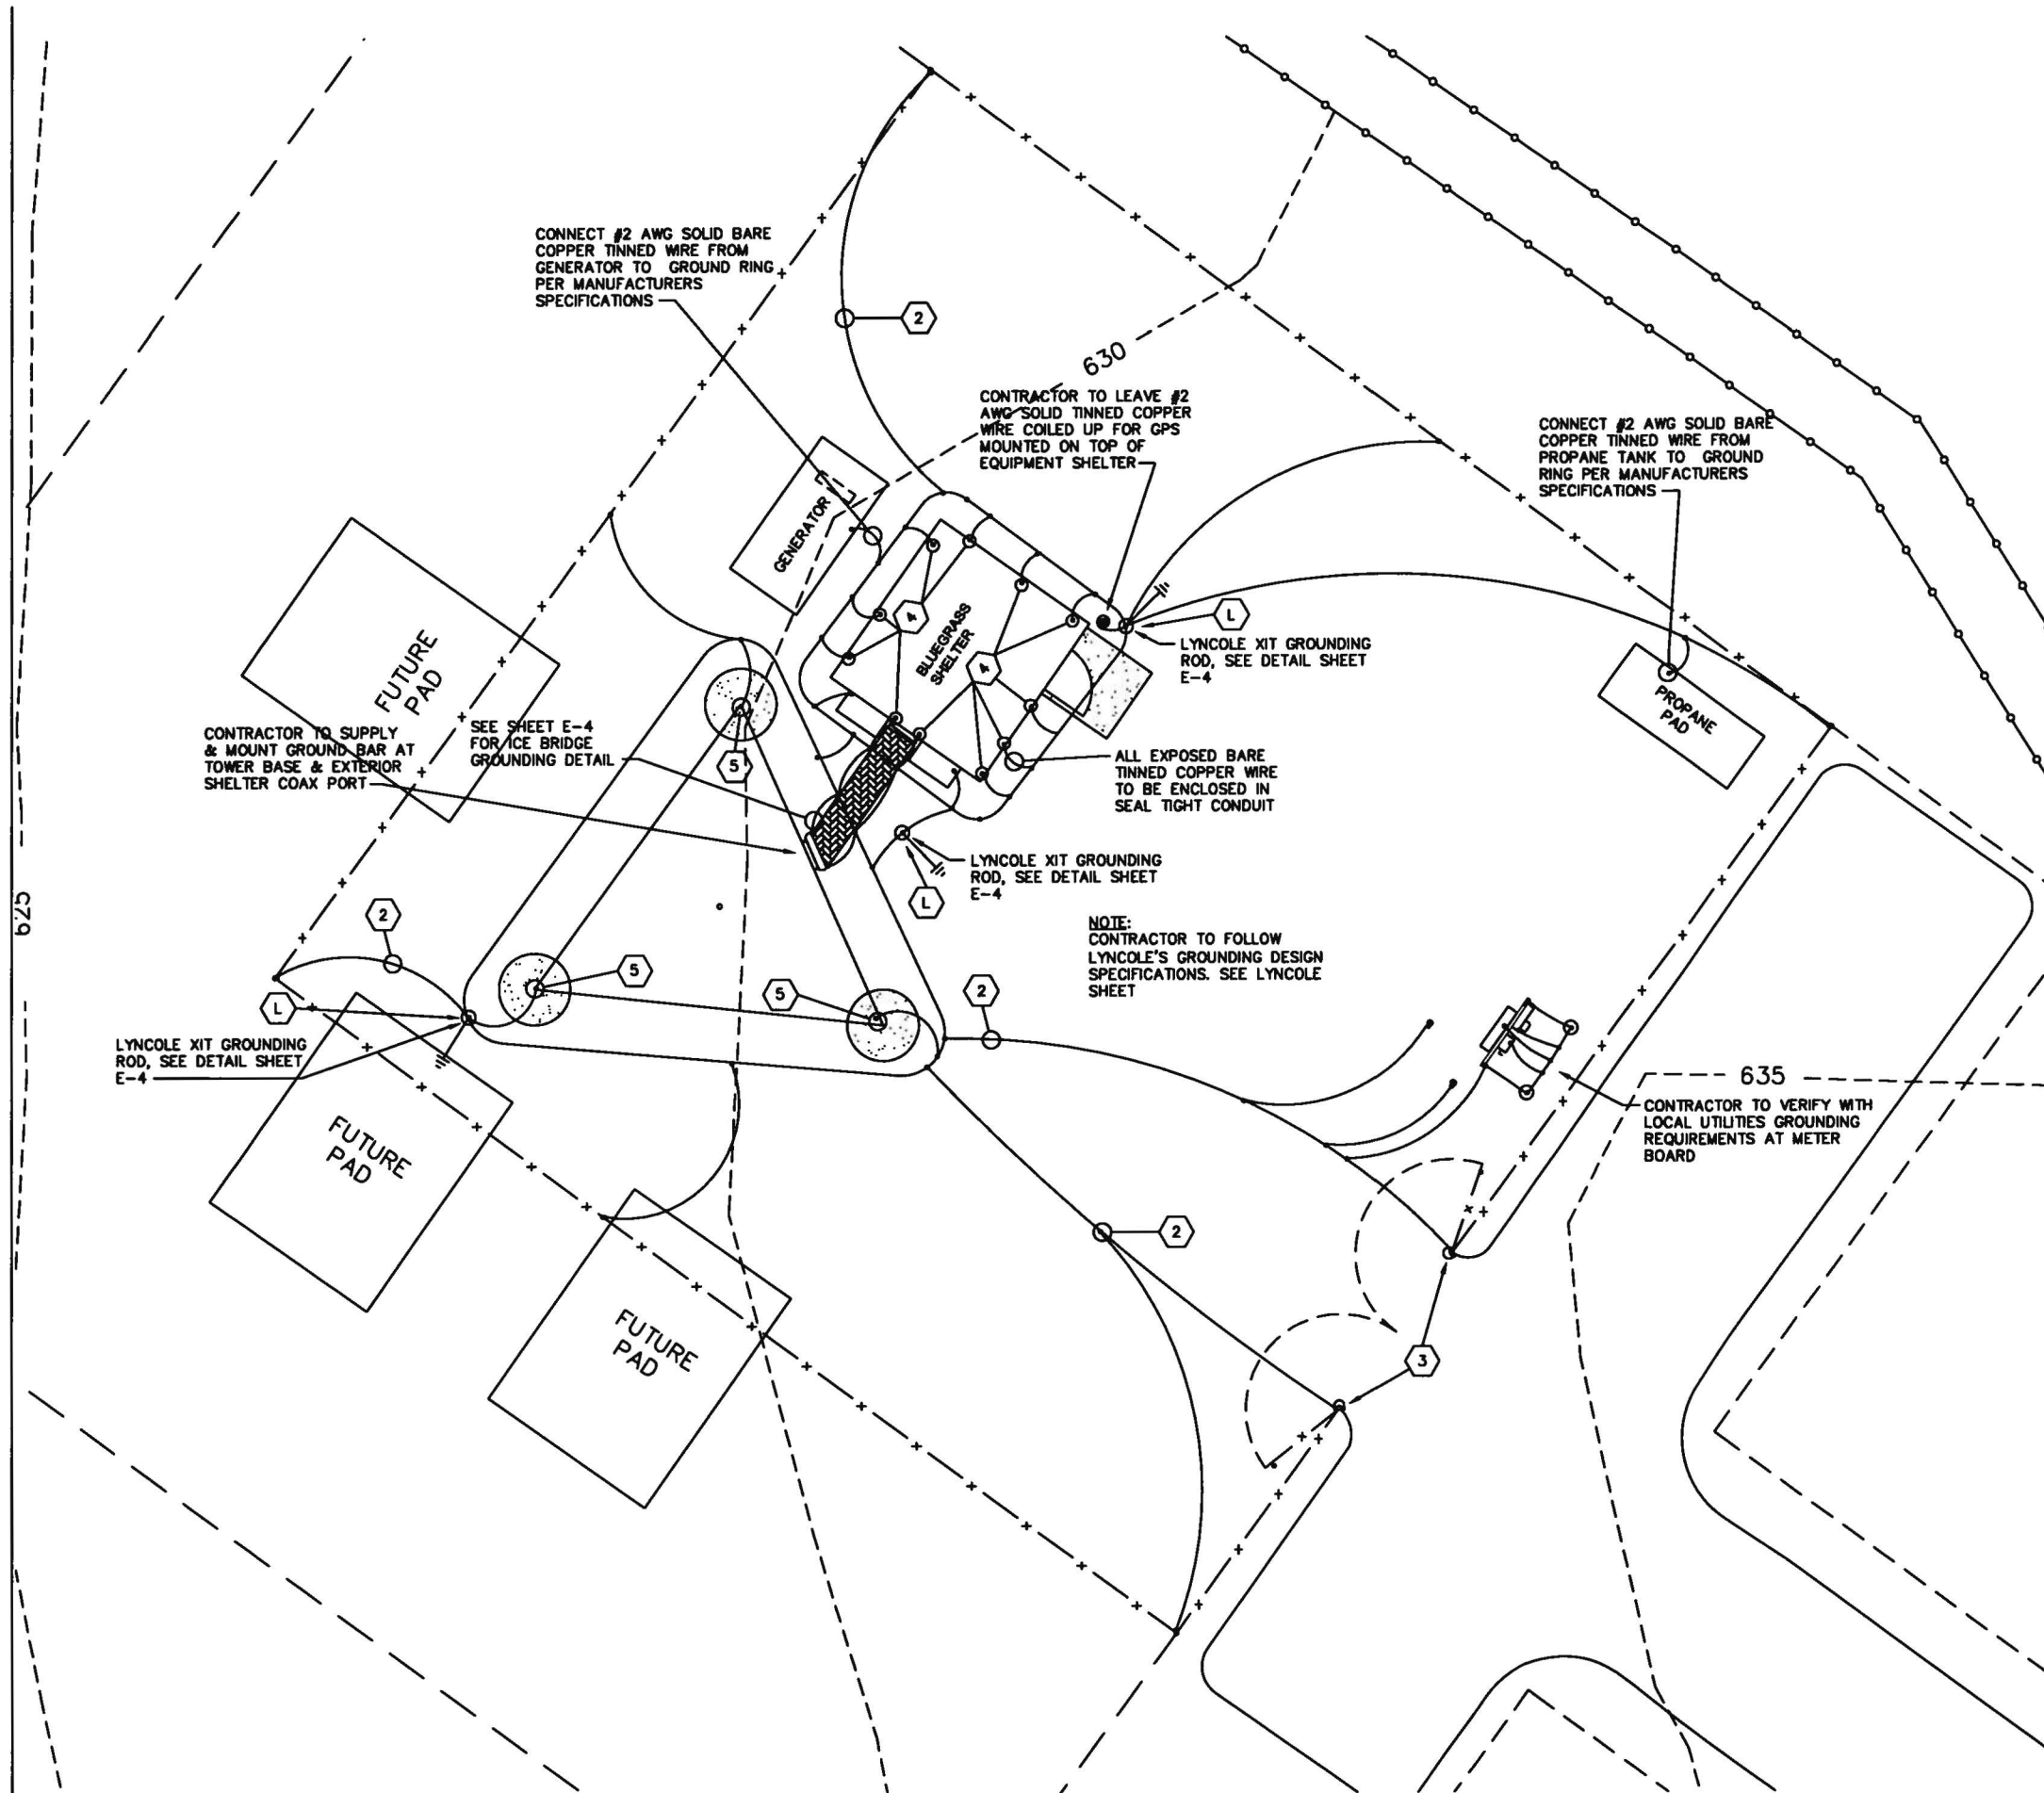 CONNECT #2 AWG SOLID BARE
COPPER TINNED WIRE FROM
GENERATOR TO GROUND RING
PER MANUFACTURERS
SPECIFICATIONS
2
630
CONTRACTOR TO LEAVE #2
AWG SOLID TINNED COPPER
WIRE COILED UP FOR GPS
MOUNTED ON TOP OF
EQUIPMENT SHELTER
CONNECT #2 AWG SOLID BARE
COPPER TINNED WIRE FROM
PROPANE TANK TO GROUND
RING PER MANUFACTURERS
SPECIFICATIONS
GENERATOR
4
BLUEGRASS
SHELTER
4
L
LYNCOLE XIT GROUNDING
ROD, SEE DETAIL SHEET
E-4
PROPANE
PAD
FUTURE
PAD
CONTRACTOR TO SUPPLY
& MOUNT GROUND BAR AT
TOWER BASE & EXTERIOR
SHELTER COAX PORT
SEE SHEET E-4
FOR ICE BRIDGE
GROUNDING DETAIL
5
ALL EXPOSED BARE
TINNED COPPER WIRE
TO BE ENCLOSED IN
SEAL TIGHT CONDUIT
LYNCOLE XIT GROUNDING
ROD, SEE DETAIL SHEET
E-4
L
625
2
NOTE:
CONTRACTOR TO FOLLOW
LYNCOLE'S GROUNDING DESIGN
SPECIFICATIONS. SEE LYNCOLE
SHEET
5
5
2
L
LYNCOLE XIT GROUNDING
ROD, SEE DETAIL SHEET
E-4
635
CONTRACTOR TO VERIFY WITH
LOCAL UTILITIES GROUNDING
REQUIREMENTS AT METER
BOARD
FUTURE
PAD
2
FUTURE
PAD
3